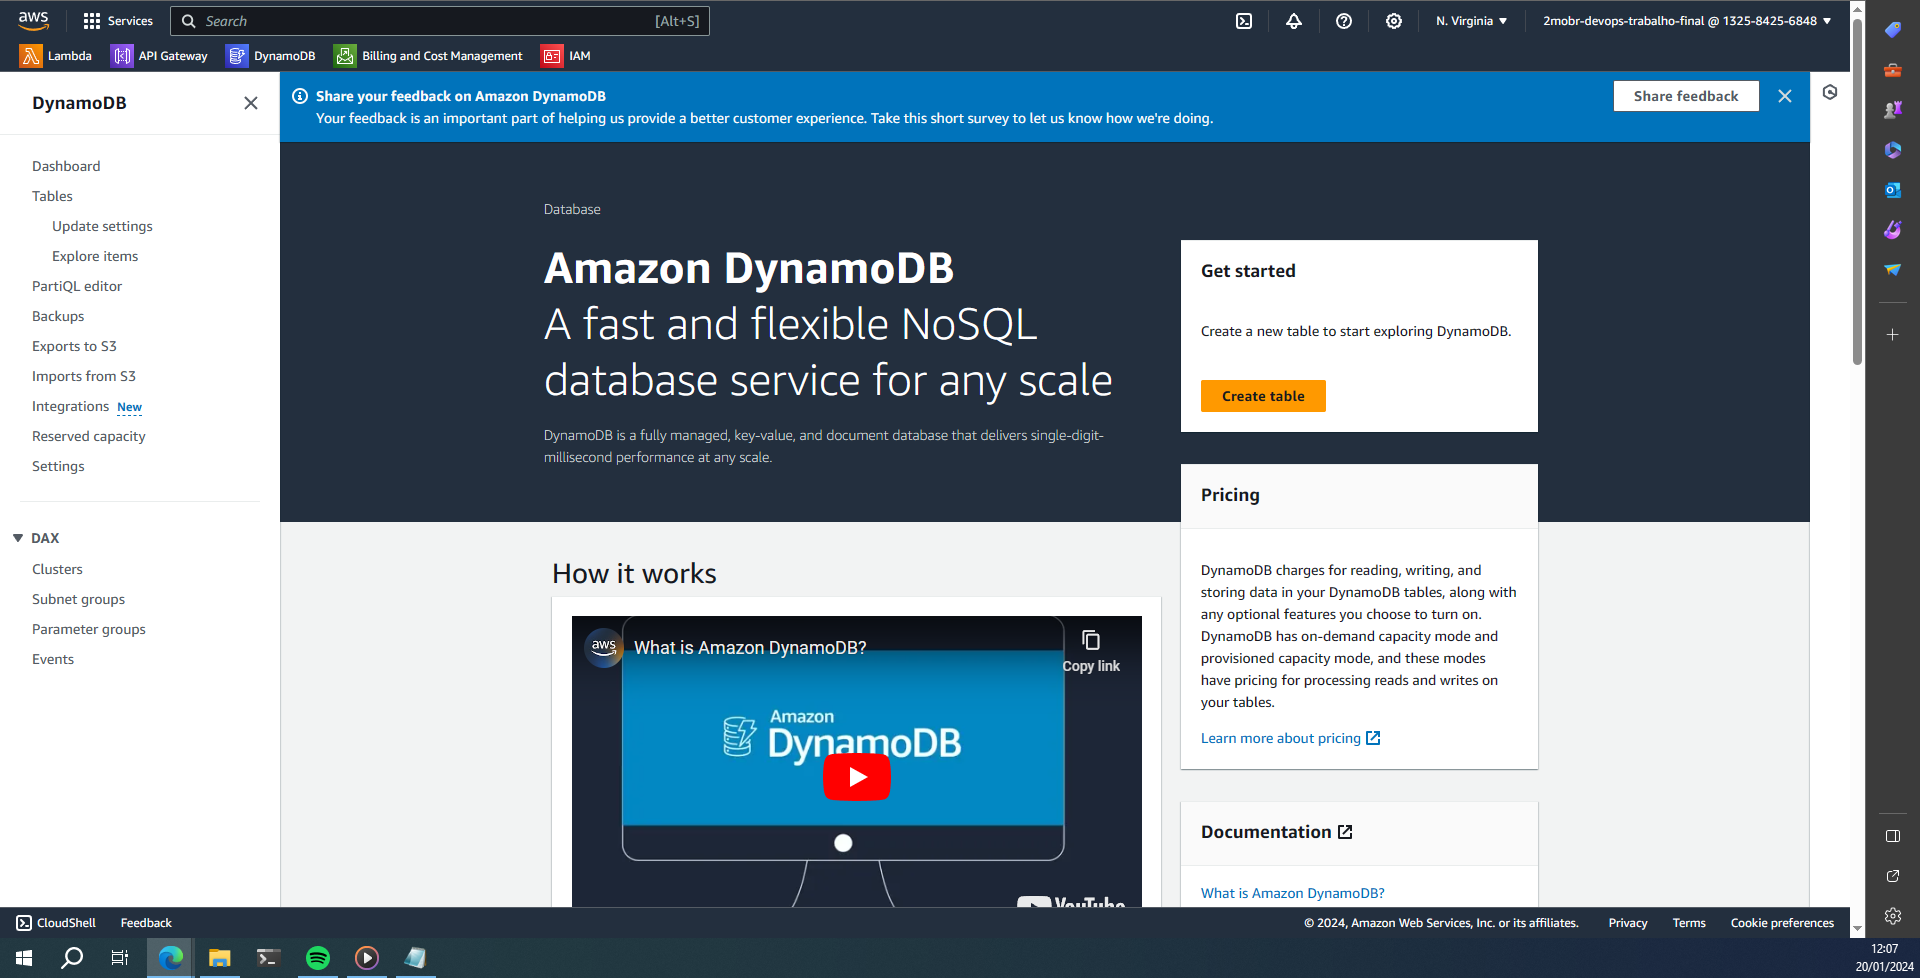 aws
Services
Search
[Alt+S]
N. Virginia
2mobr-devops-trabalho-final @ 1325-8425-6848
Lambda
API Gateway
DynamoDB
Billing and Cost Management
IAM
DynamoDB
Dashboard
Tables
Update settings
Explore items
PartiQL editor
Backups
Exports to S3
Imports from S3
Integrations New
Reserved capacity
Settings
DAX
Clusters
Subnet groups
Parameter groups
Events
Share your feedback on Amazon DynamoDB
Your feedback is an important part of helping us provide a better customer experience. Take this short survey to let us know how we're doing.
Share feedback
Database
Amazon DynamoDB
A fast and flexible NoSQL
database service for any scale
DynamoDB is a fully managed, key-value, and document database that delivers single-digit-
millisecond performance at any scale.
Get started
Create a new table to start exploring DynamoDB.
Create table
Pricing
DynamoDB charges for reading, writing, and
storing data in your DynamoDB tables, along with
any optional features you choose to turn on.
DynamoDB has on-demand capacity mode and
provisioned capacity mode, and these modes
have pricing for processing reads and writes on
your tables.
Learn more about pricing
How it works
aws
What is Amazon DynamoDB?
Copy link
Amazon
DynamoDB
YouTube
Documentation
What is Amazon DynamoDB?
CloudShell
Feedback
© 2024, Amazon Web Services, Inc. or its affiliates.
Privacy
Terms
Cookie preferences
12:07
20/01/2024